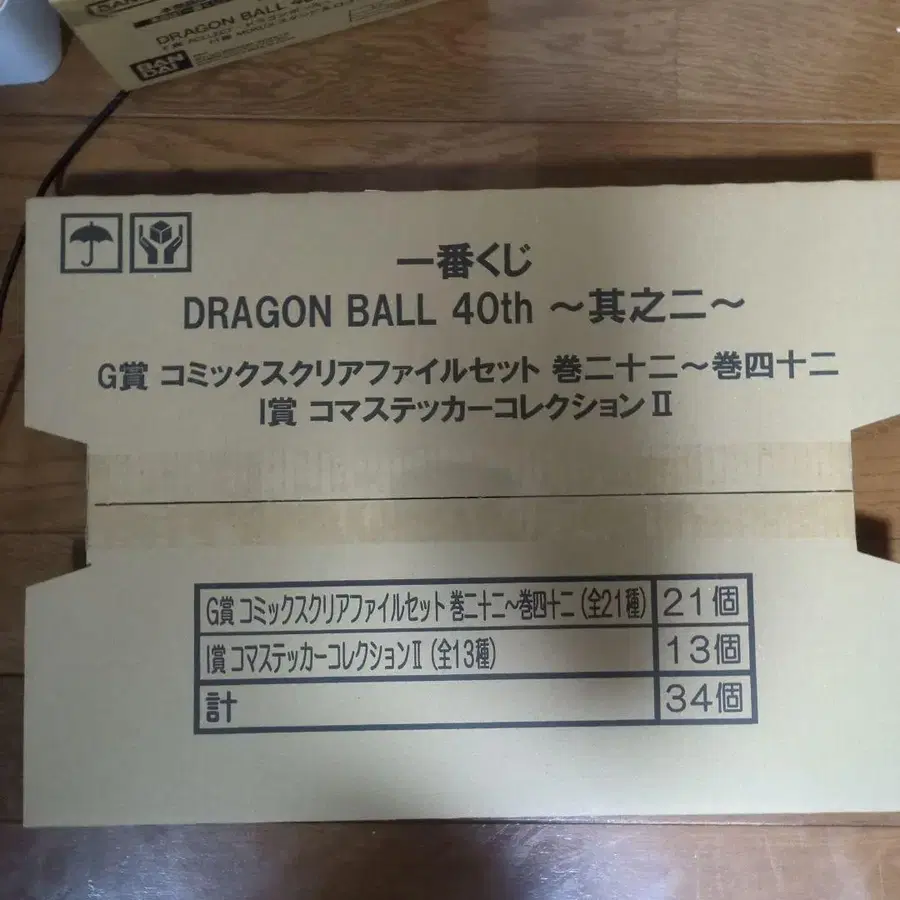 DRAGON BALL 4
BAN
DAI
一番くじ
DRAGON BALL 40th ～其之二～
G賞 コミックスクリアファイルセット 巻二十二～巻四十二
I賞 コマステッカーコレクションⅡ
G賞 コミックスクリアファイルセット 巻二十二～巻四十二 (全21種) 21個
I賞 コマステッカーコレクションⅡ (全13種) 13個
計 34個